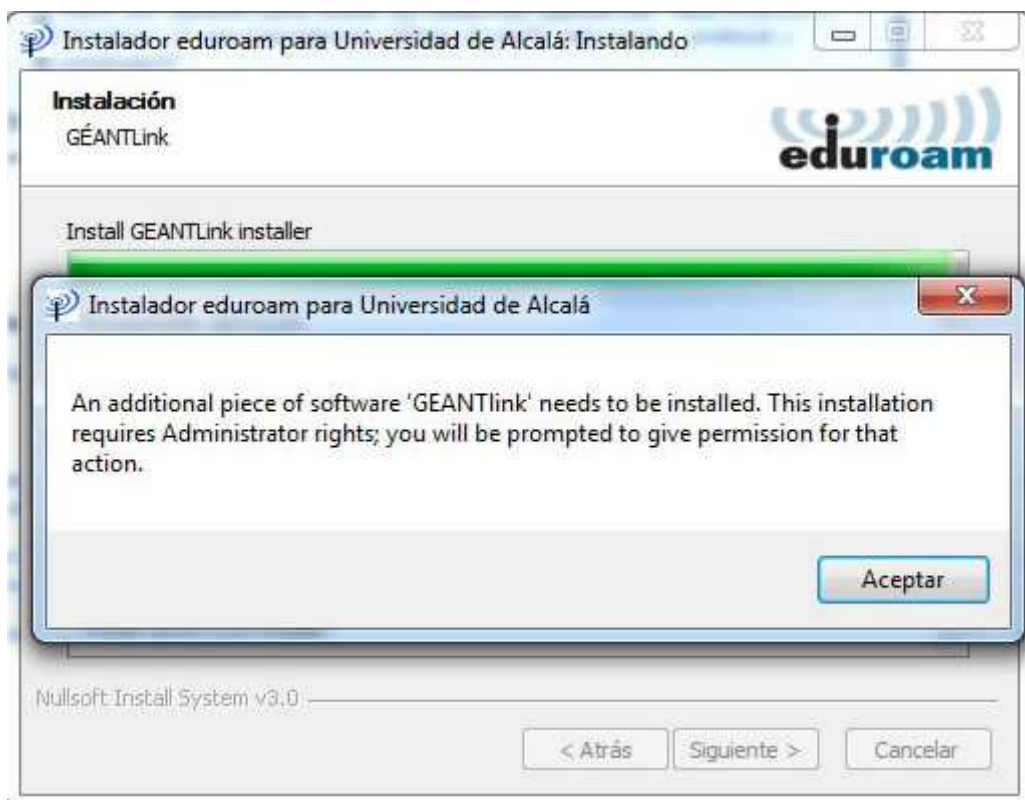 Instalador eduroam para Universidad de Alcalá: Instalando
Instalación
GÉANTLink
eduroam
Install GEANTLink installer
Instalador eduroam para Universidad de Alcalá
An additional piece of software 'GEANTlink' needs to be installed. This installation
requires Administrator rights; you will be prompted to give permission for that
action.
Aceptar
Nullsoft Install System v3.0
< Atrás
Siguiente >
Cancelar